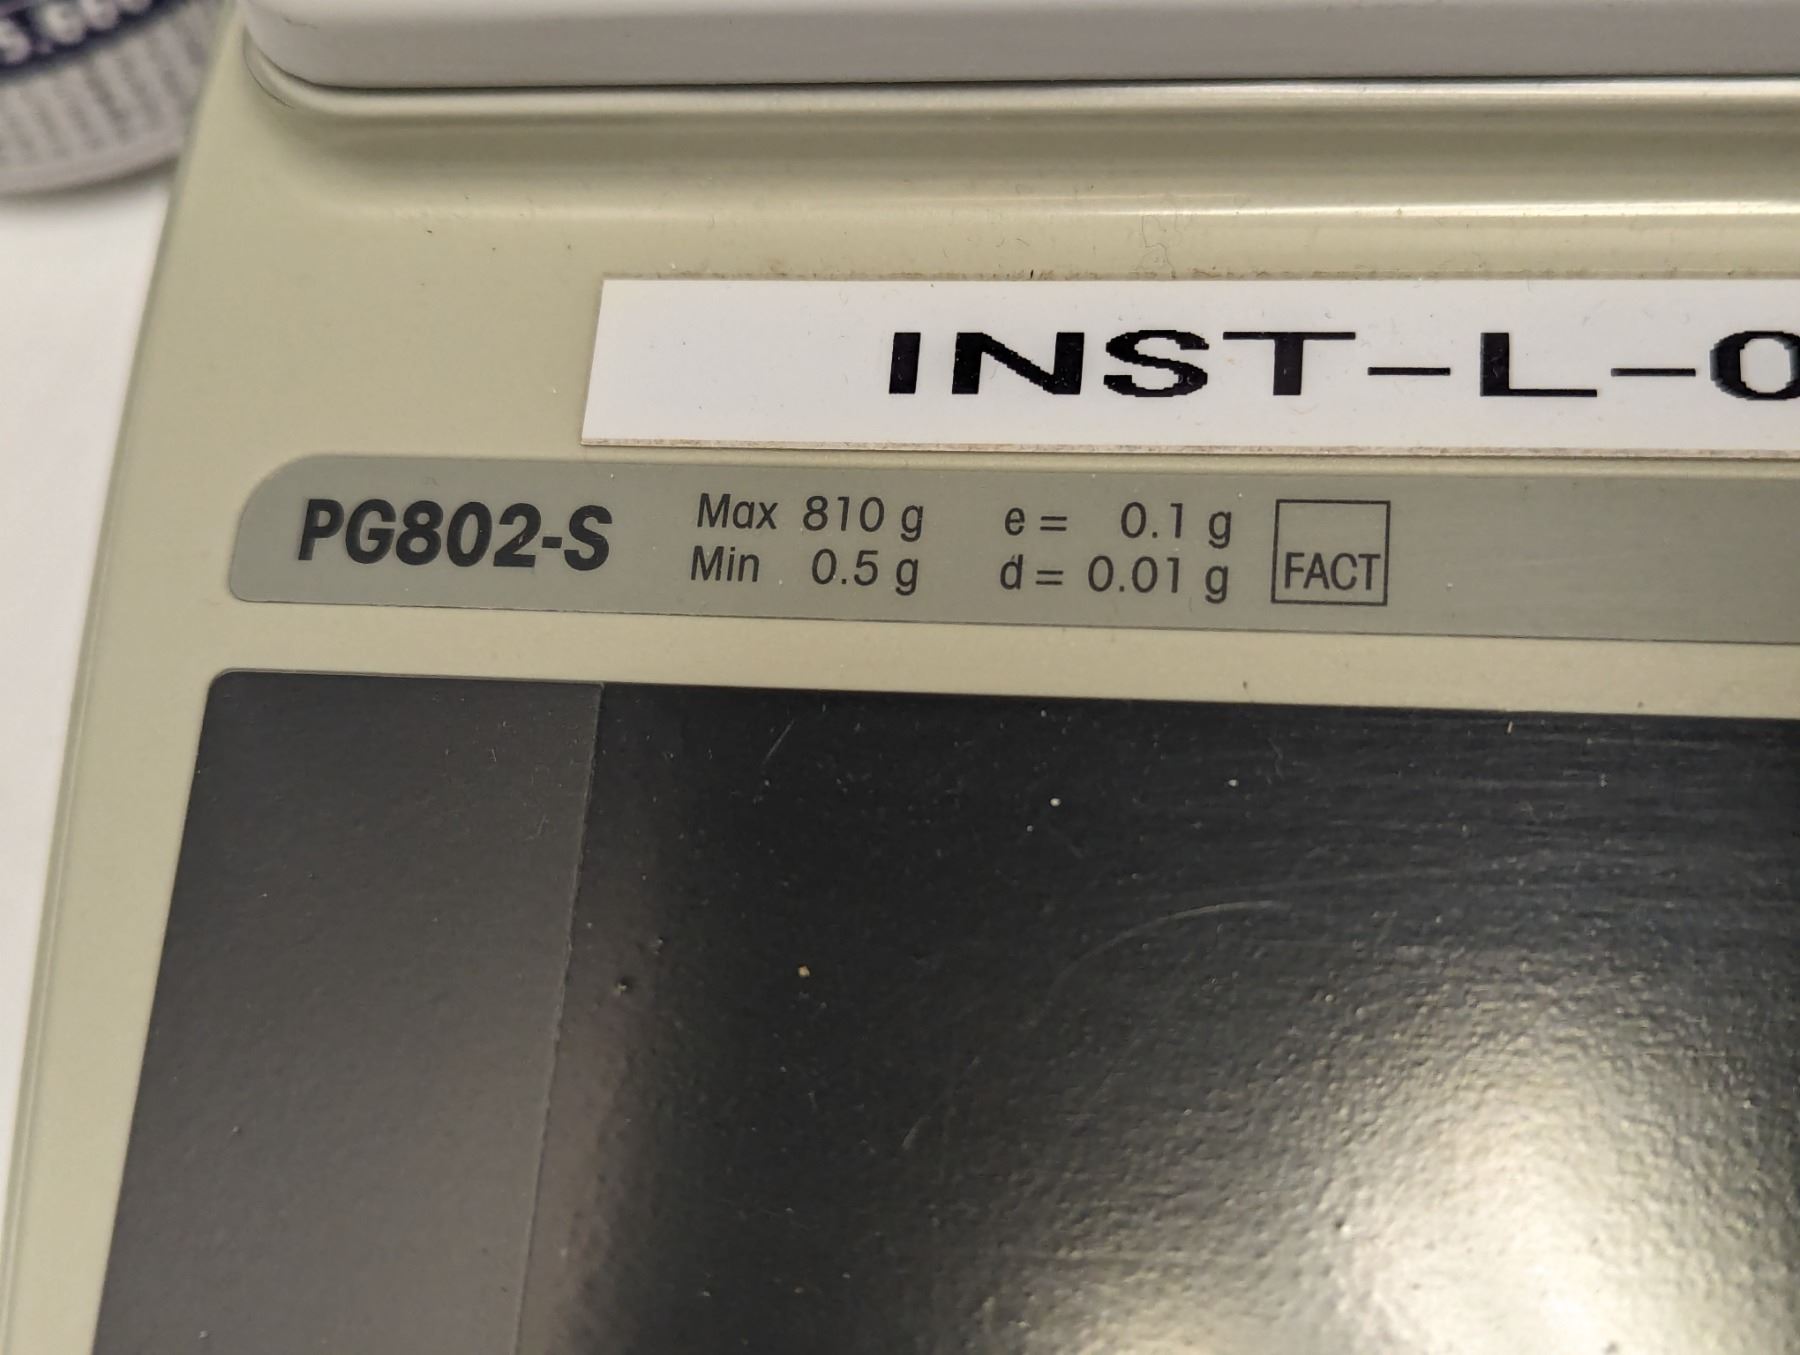 INST-L-0
PG802-S
Max 810 g e = 0.1 g
Min 0.5 g d = 0.01 g
FACT